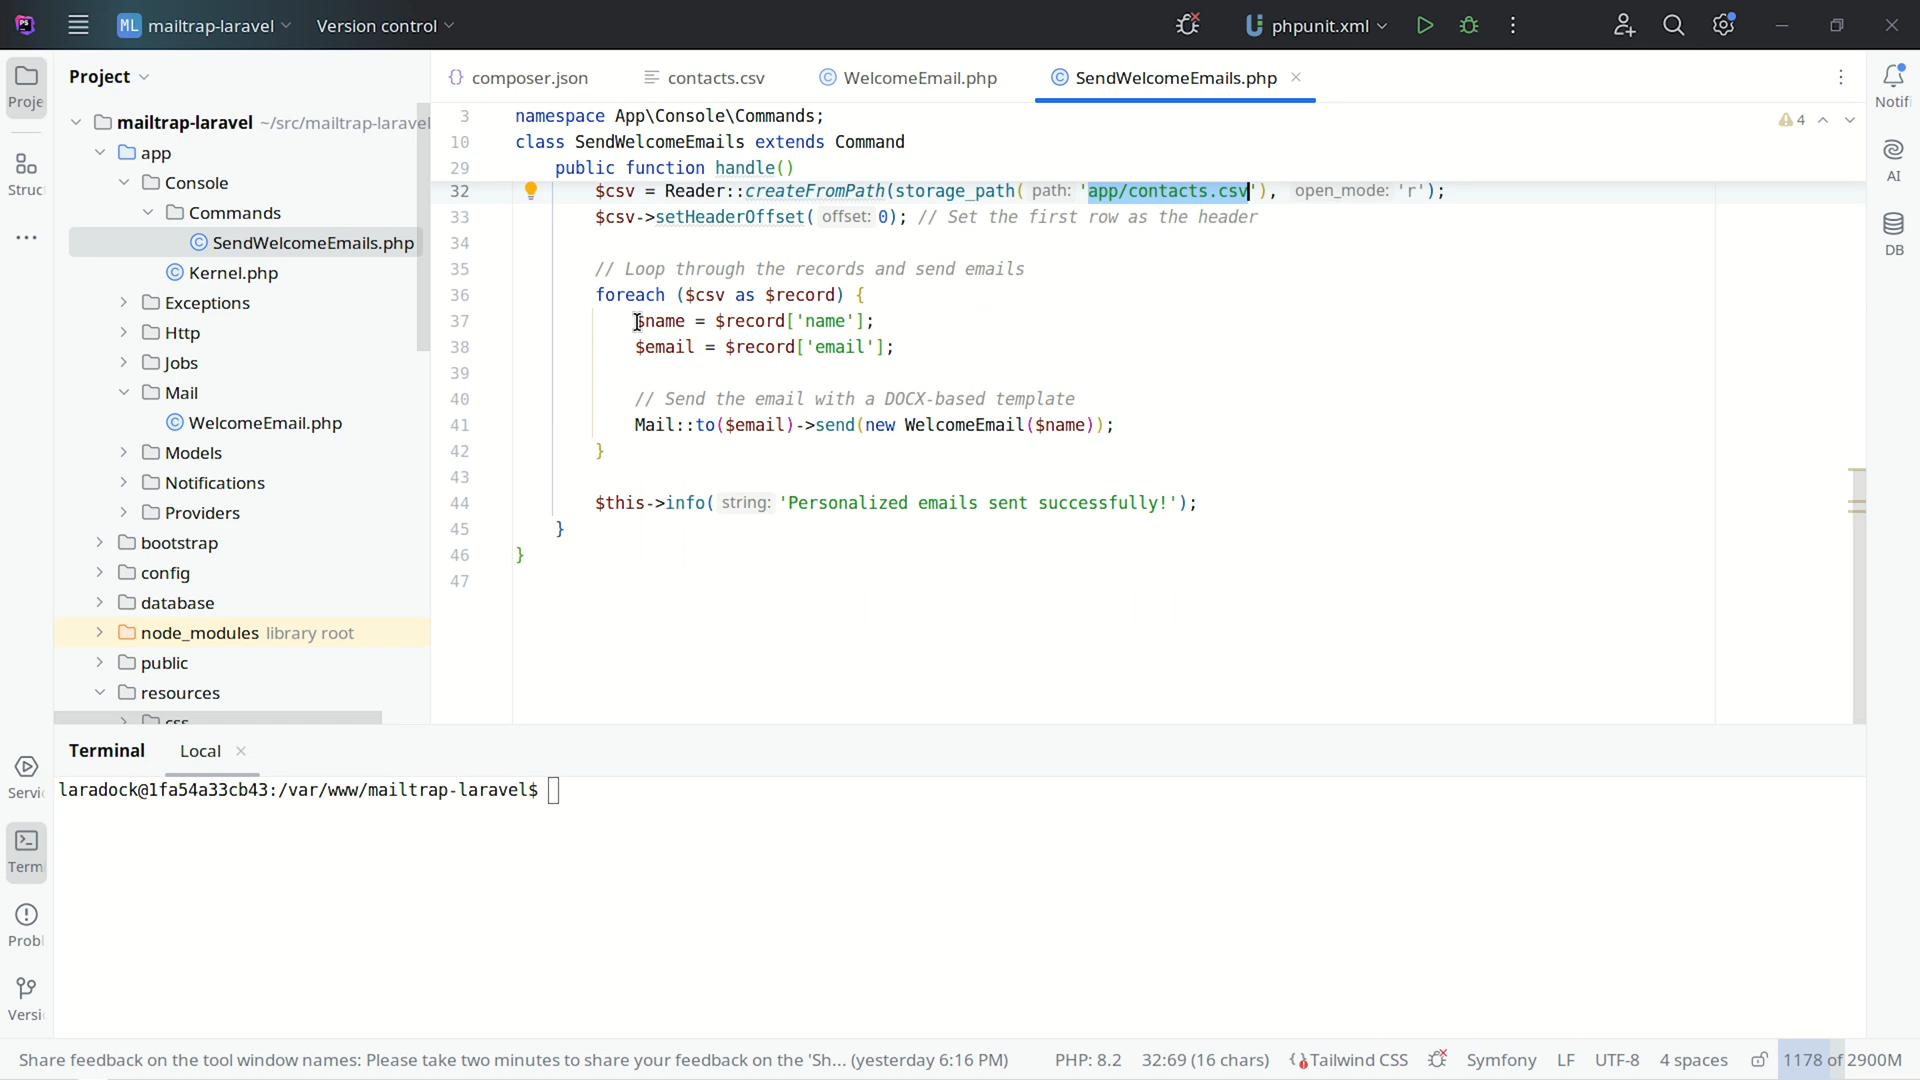 PS ML mailtrap-laravel Version control phpunit.xml
Project
Proje
Struct
mailtrap-laravel ~/src/mailtrap-laravel
app
Console
Commands
SendWelcomeEmails.php
Kernel.php
Exceptions
Http
Jobs
Mail
WelcomeEmail.php
Models
Notifications
Providers
bootstrap
config
database
node_modules library root
public
resources
css
composer.json contacts.csv WelcomeEmail.php SendWelcomeEmails.php
4
3 namespace App\Console\Commands;
10 class SendWelcomeEmails extends Command
29 public function handle()
32 $csv = Reader::createFromPath(storage_path( path: 'app/contacts.csv'), open_mode: 'r');
33 $csv->setHeaderOffset( offset: 0); // Set the first row as the header
34
35 // Loop through the records and send emails
36 foreach ($csv as $record) {
37 $name = $record['name'];
38 $email = $record['email'];
39
40 // Send the email with a DOCX-based template
41 Mail::to($email)->send(new WelcomeEmail($name));
42 }
43
44 $this->info( string: 'Personalized emails sent successfully!');
45 }
46 }
47
Notifi
AI
DB
Servic
Term
Probl
Versi
Terminal Local
laradock@1fa54a33cb43:/var/www/mailtrap-laravel$
Share feedback on the tool window names: Please take two minutes to share your feedback on the 'Sh... (yesterday 6:16 PM) PHP: 8.2 32:69 (16 chars) Tailwind CSS Symfony LF UTF-8 4 spaces 1178 of 2900M